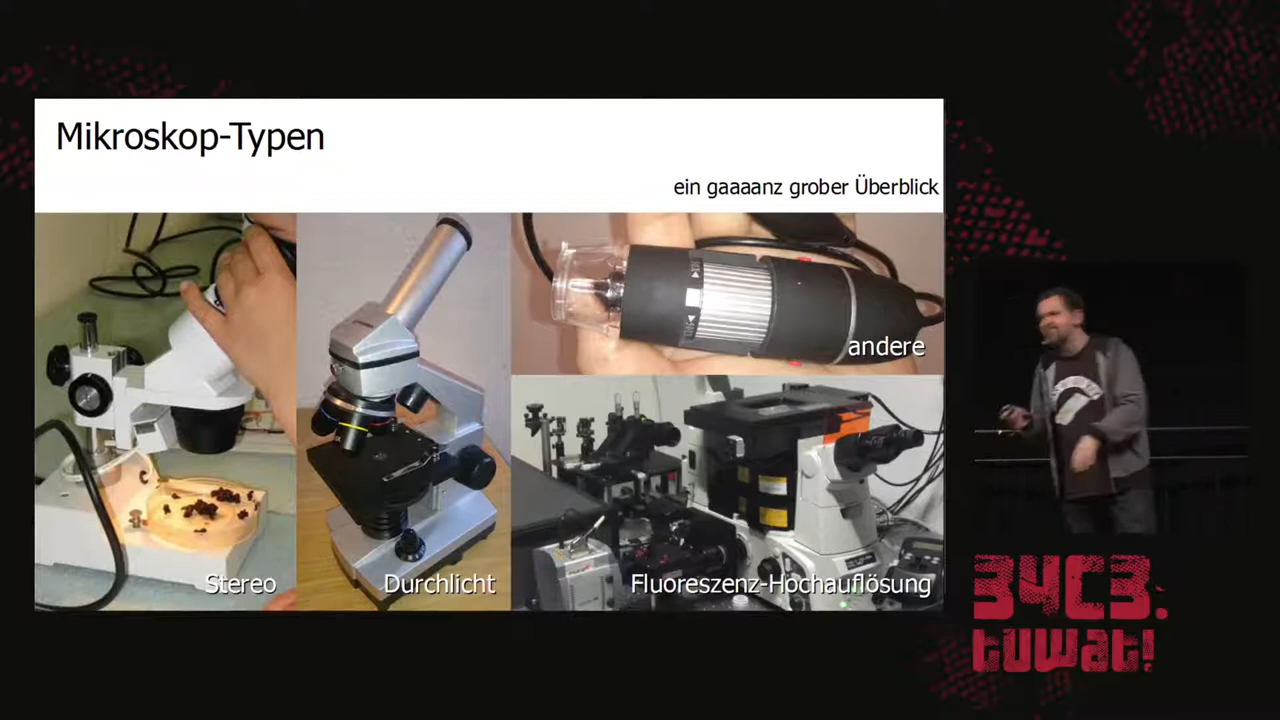 Mikroskop-Typen
ein gaaaanz grober Überblick
andere
Stereo
Durchlicht
Fluoreszenz-Hochauflösung
34C3.
tuwat!